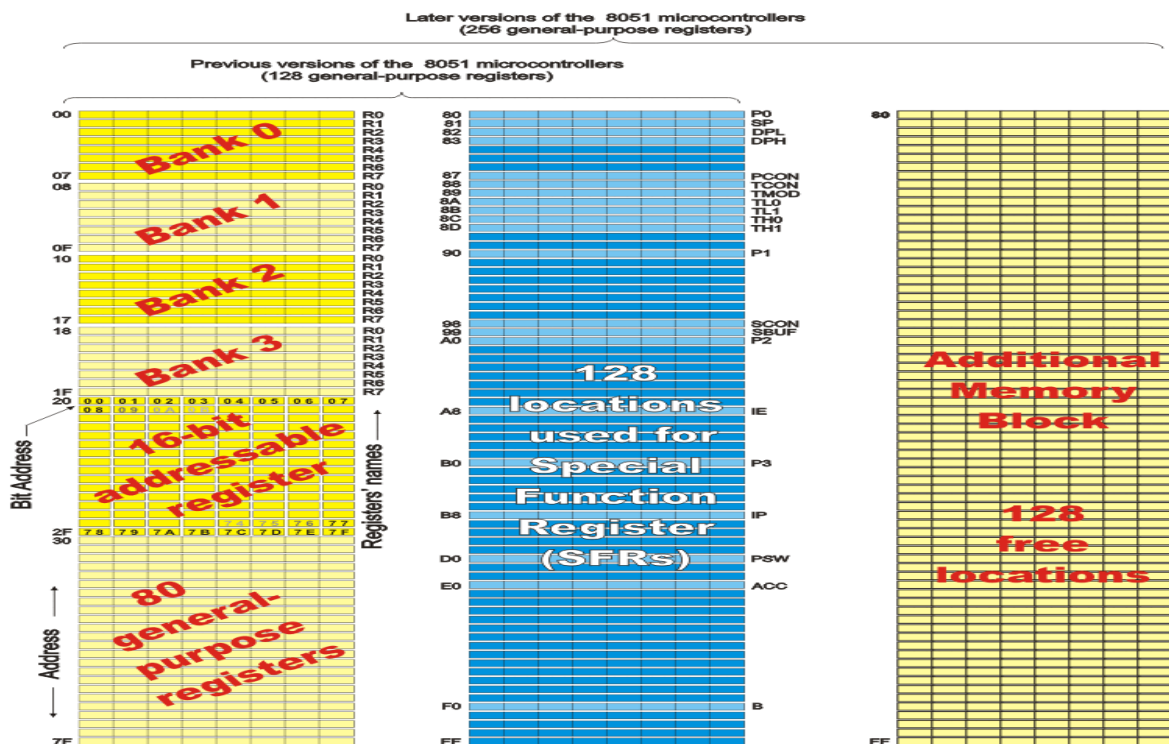 Later versions of the 8051 microcontrollers
(256 general-purpose registers)
Previous versions of the 8051 microcontrollers
(128 general-purpose registers)
00
07
08
0F
10
17
18
1F
20
2F
30
7F
Bank 0
Bank 1
Bank 2
Bank 3
R0
R1
R2
R3
R4
R5
R6
R7
R0
R1
R2
R3
R4
R5
R6
R7
R0
R1
R2
R3
R4
R5
R6
R7
R0
R1
R2
R3
R4
R5
R6
R7
00 01 02 03 04 05 06 07
08 09 0A 0B
16-bit
addressable
register
74 75 76 77
78 79 7A 7B 7C 7D 7E 7F
80
general-
purpose
registers
Bit Address
Address
Registers' names
80 P0
81 SP
82 DPL
83 DPH
87 PCON
88 TCON
89 TMOD
8A TL0
8B TL1
8C TH0
8D TH1
90 P1
98 SCON
99 SBUF
A0 P2
A8 IE
B0 P3
B8 IP
D0 PSW
E0 ACC
F0 B
FF
128
locations
used for
Special
Function
Register
(SFRs)
80
Additional
Memory
Block
128
free
locations
FF